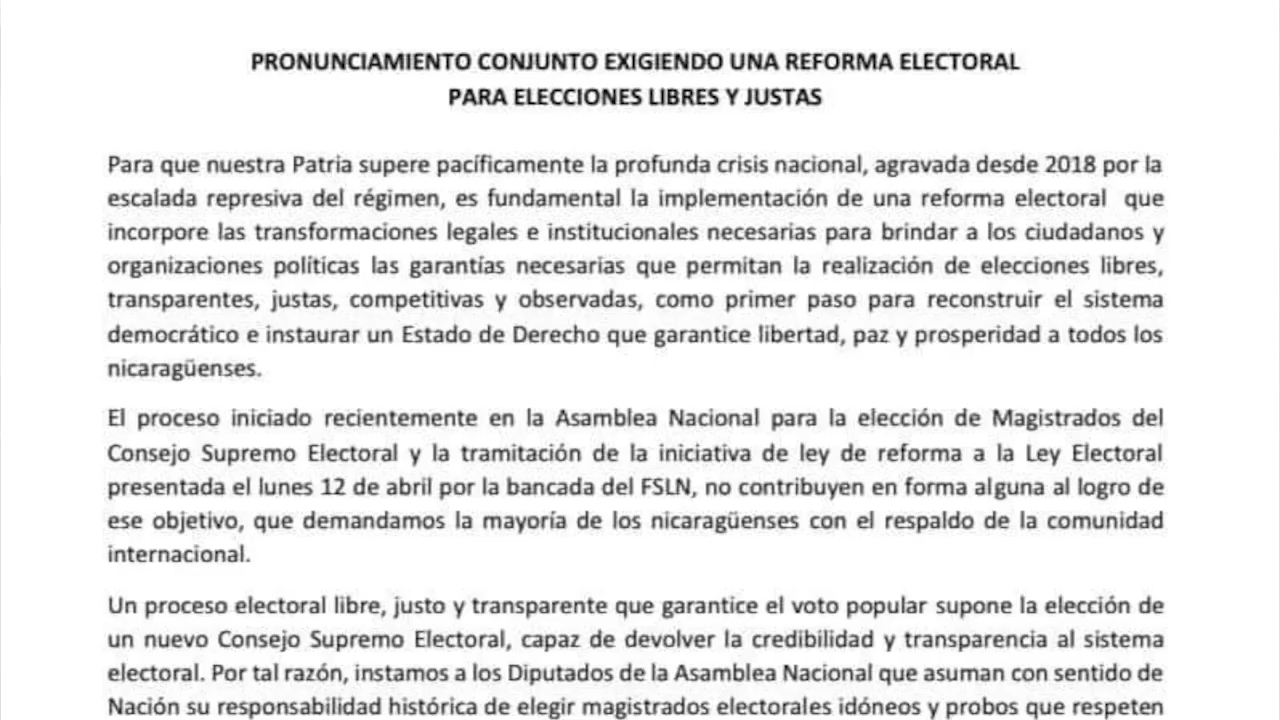 PRONUNCIAMIENTO CONJUNTO EXIGIENDO UNA REFORMA ELECTORAL
PARA ELECCIONES LIBRES Y JUSTAS
Para que nuestra Patria supere pacíficamente la profunda crisis nacional, agravada desde 2018 por la
escalada represiva del régimen, es fundamental la implementación de una reforma electoral que
incorpore las transformaciones legales e institucionales necesarias para brindar a los ciudadanos y
organizaciones políticas las garantías necesarias que permitan la realización de elecciones libres,
transparentes, justas, competitivas y observadas, como primer paso para reconstruir el sistema
democrático e instaurar un Estado de Derecho que garantice libertad, paz y prosperidad a todos los
nicaragüenses.
El proceso iniciado recientemente en la Asamblea Nacional para la elección de Magistrados del
Consejo Supremo Electoral y la tramitación de la iniciativa de ley de reforma a la Ley Electoral
presentada el lunes 12 de abril por la bancada del FSLN, no contribuyen en forma alguna al logro de
ese objetivo, que demandamos la mayoría de los nicaragüenses con el respaldo de la comunidad
internacional.
Un proceso electoral libre, justo y transparente que garantice el voto popular supone la elección de
un nuevo Consejo Supremo Electoral, capaz de devolver la credibilidad y transparencia al sistema
electoral. Por tal razón, instamos a los Diputados de la Asamblea Nacional que asuman con sentido de
Nación su responsabilidad histórica de elegir magistrados electorales idóneos y probos que respeten